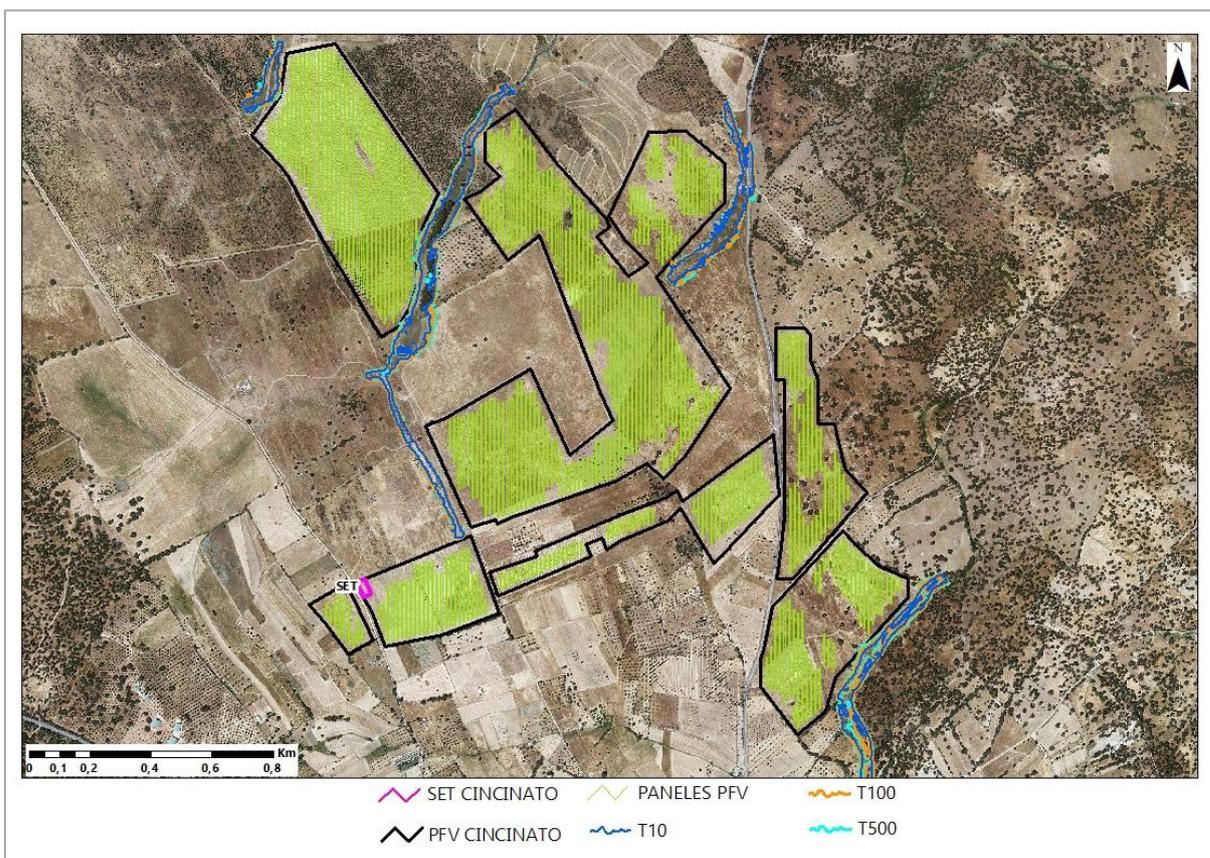 N
SET
Km
0 0,1 0,2 0,4 0,6 0,8
SET CINCINATO PANELES PFV T100
PFV CINCINATO T10 T500